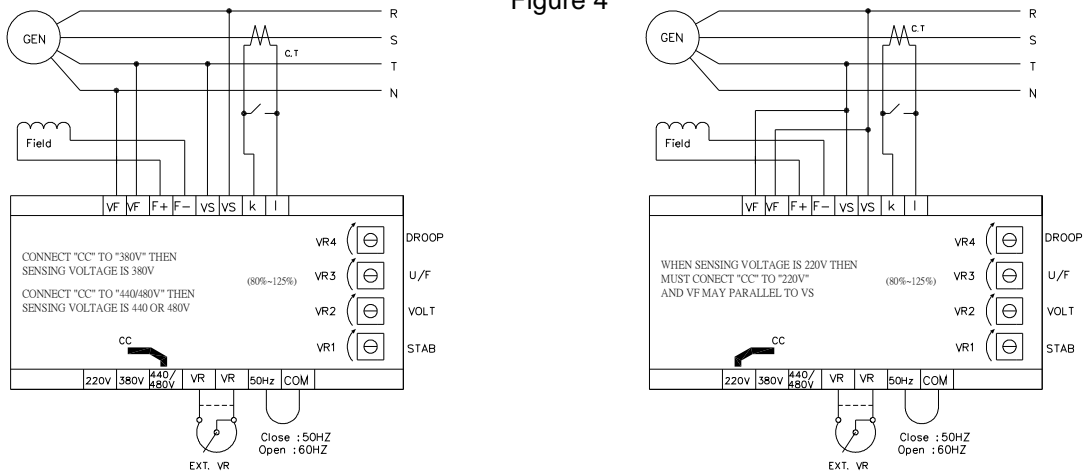 Figure 4
GEN
R
S
T
N
C.T
Field
VF VF F+ F- VS VS k l
CONNECT "CC" TO "380V" THEN
SENSING VOLTAGE IS 380V
CONNECT "CC" TO "440/480V" THEN
SENSING VOLTAGE IS 440 OR 480V
(80%~125%)
VR4 DROOP
VR3 U/F
VR2 VOLT
VR1 STAB
CC
220V 380V 440/ VR VR 50Hz COM
480V
Close :50HZ
Open :60HZ
EXT. VR
GEN
R
S
T
N
C.T
Field
VF VF F+ F- VS VS k l
WHEN SENSING VOLTAGE IS 220V THEN
MUST CONECT "CC" TO "220V"
AND VF MAY PARALLEL TO VS
(80%~125%)
VR4 DROOP
VR3 U/F
VR2 VOLT
VR1 STAB
CC
220V 380V 440/ VR VR 50Hz COM
480V
Close :50HZ
Open :60HZ
EXT. VR